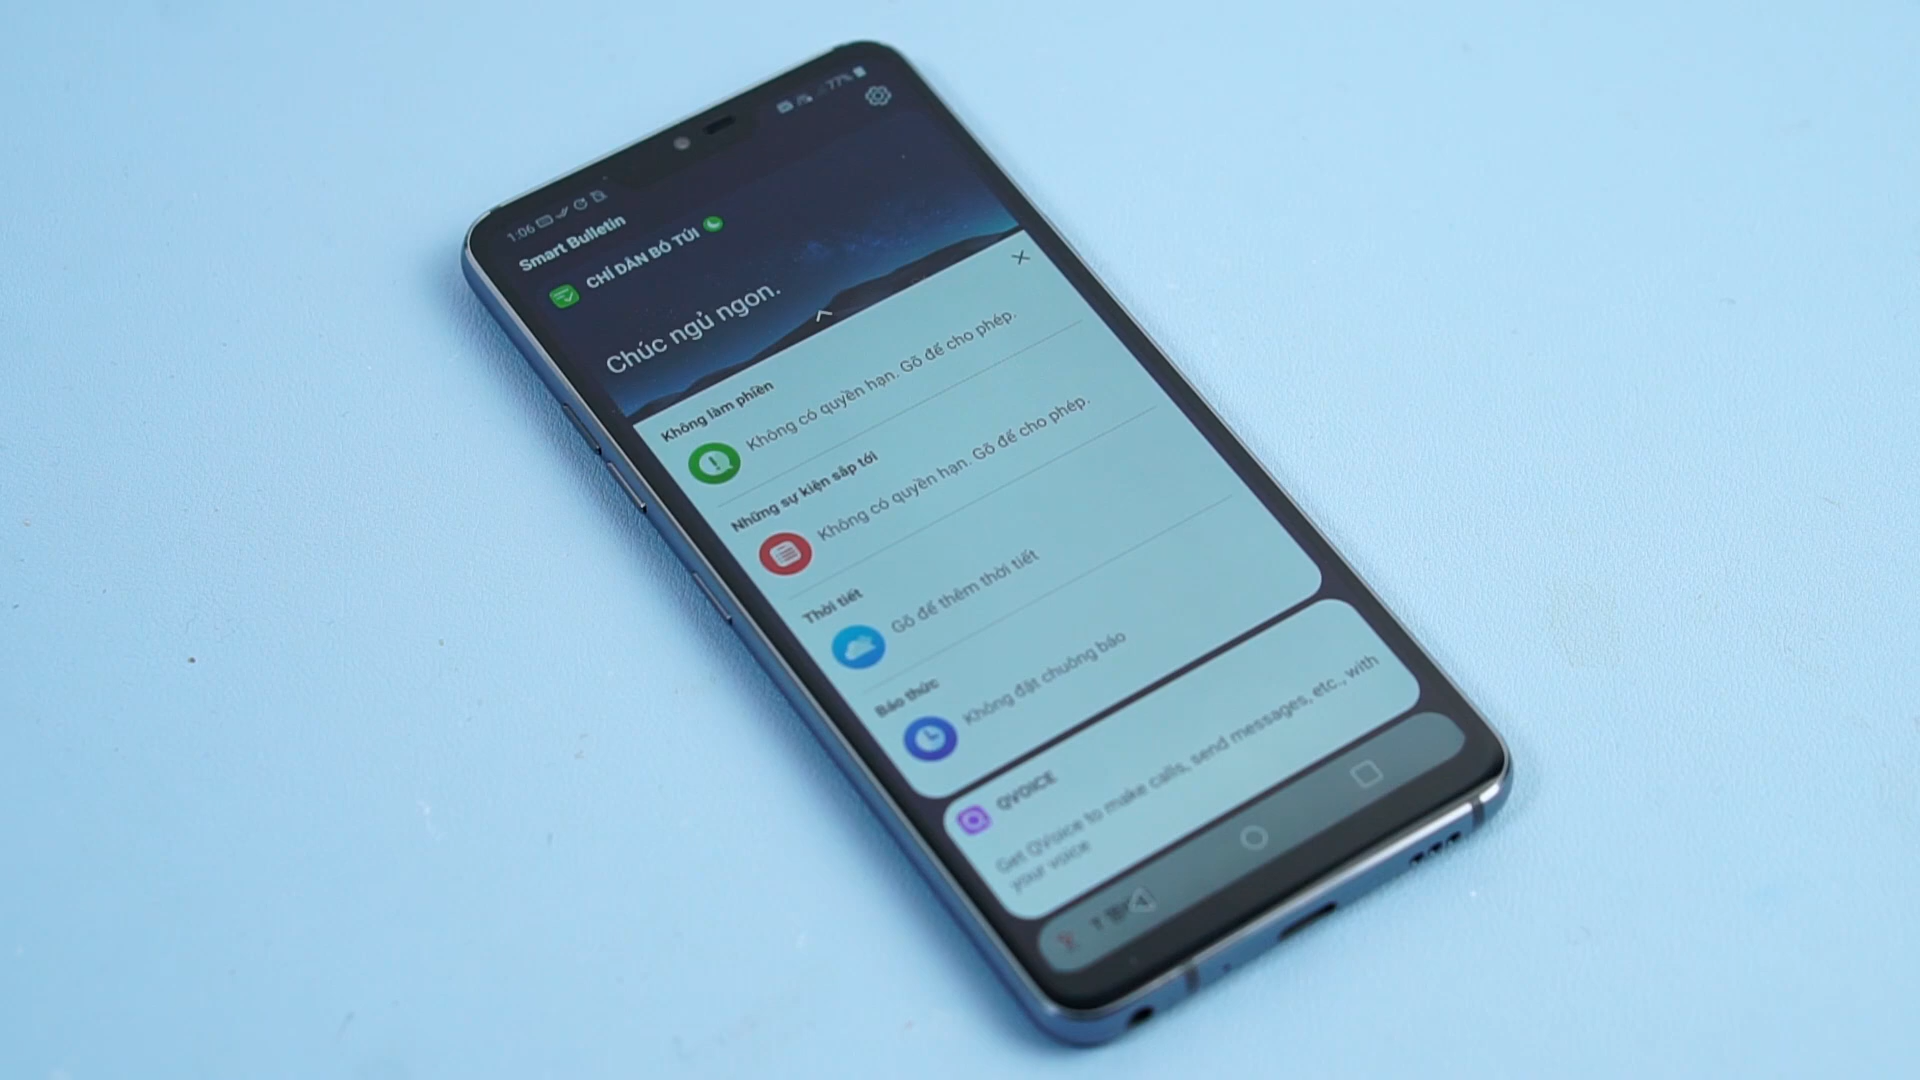 1:06
77%
Smart Bulletin
CHỈ DẪN BỎ TÚI
Chúc ngủ ngon.
Không làm phiền
Không có quyền hạn. Gõ để cho phép.
Những sự kiện sắp tới
Không có quyền hạn. Gõ để cho phép.
Thời tiết
Gõ để thêm thời tiết
Báo thức
Không đặt chuông báo
QVOICE
Get QVoice to make calls, send messages, etc., with
your voice